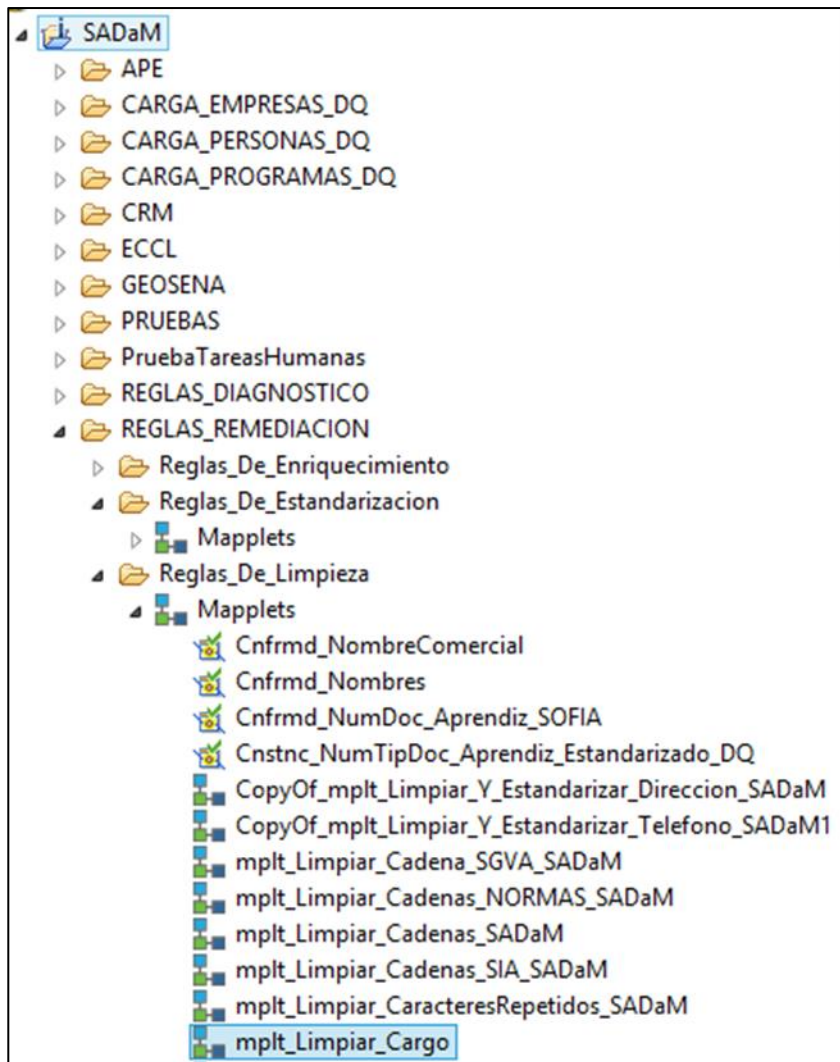 SADaM
APE
CARGA_EMPRESAS_DQ
CARGA_PERSONAS_DQ
CARGA_PROGRAMAS_DQ
CRM
ECCL
GEOSENA
PRUEBAS
PruebaTareasHumanas
REGLAS_DIAGNOSTICO
REGLAS_REMEDIACION
Reglas_De_Enriquecimiento
Reglas_De_Estandarizacion
Mapplets
Reglas_De_Limpieza
Mapplets
Cnfrmd_NombreComercial
Cnfrmd_Nombres
Cnfrmd_NumDoc_Aprendiz_SOFIA
Cnstnc_NumTipDoc_Aprendiz_Estandarizado_DQ
CopyOf_mplt_Limpiar_Y_Estandarizar_Direccion_SADaM
CopyOf_mplt_Limpiar_Y_Estandarizar_Telefono_SADaM1
mplt_Limpiar_Cadena_SGVA_SADaM
mplt_Limpiar_Cadenas_NORMAS_SADaM
mplt_Limpiar_Cadenas_SADaM
mplt_Limpiar_Cadenas_SIA_SADaM
mplt_Limpiar_CaracteresRepetidos_SADaM
mplt_Limpiar_Cargo